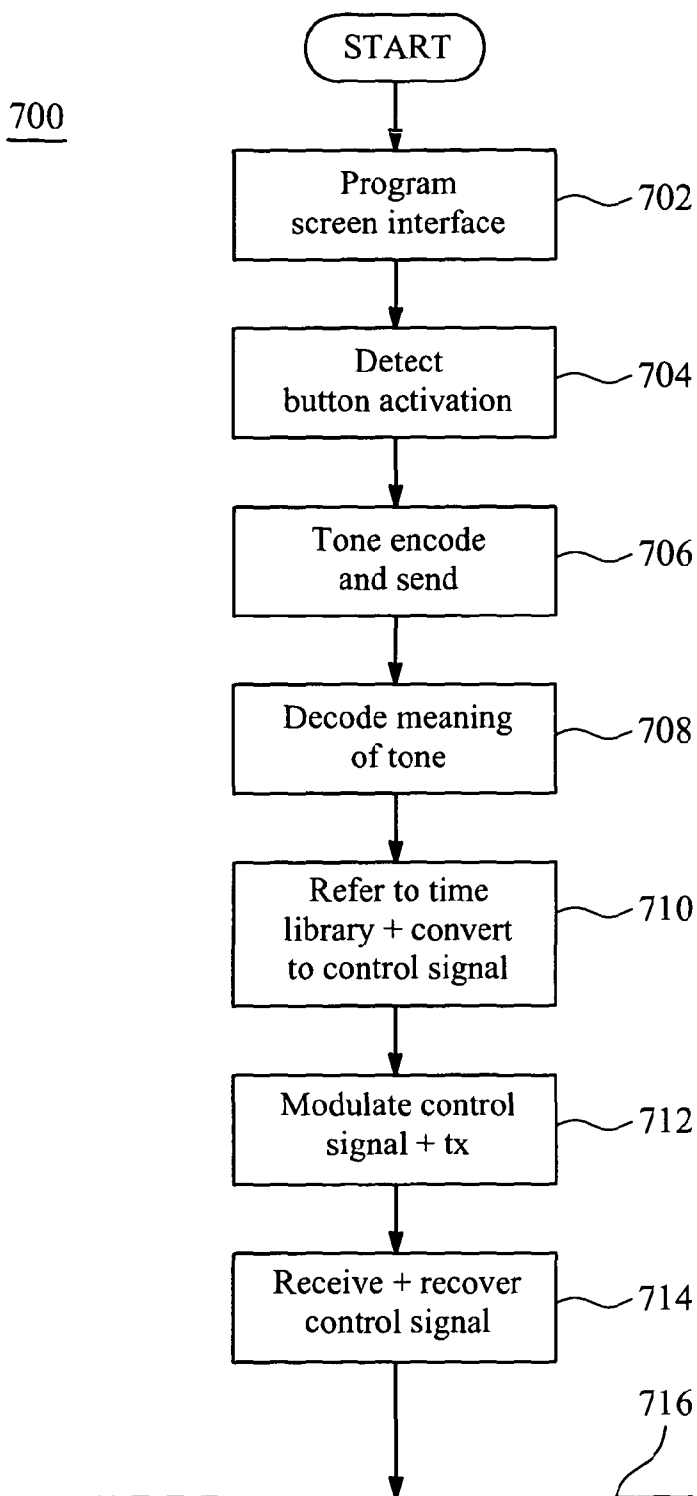 START
700
Program
screen interface
702
Detect
button activation
704
Tone encode
and send
706
Decode meaning
of tone
708
Refer to time
library + convert
to control signal
710
Modulate control
signal + tx
712
Receive + recover
control signal
714
716